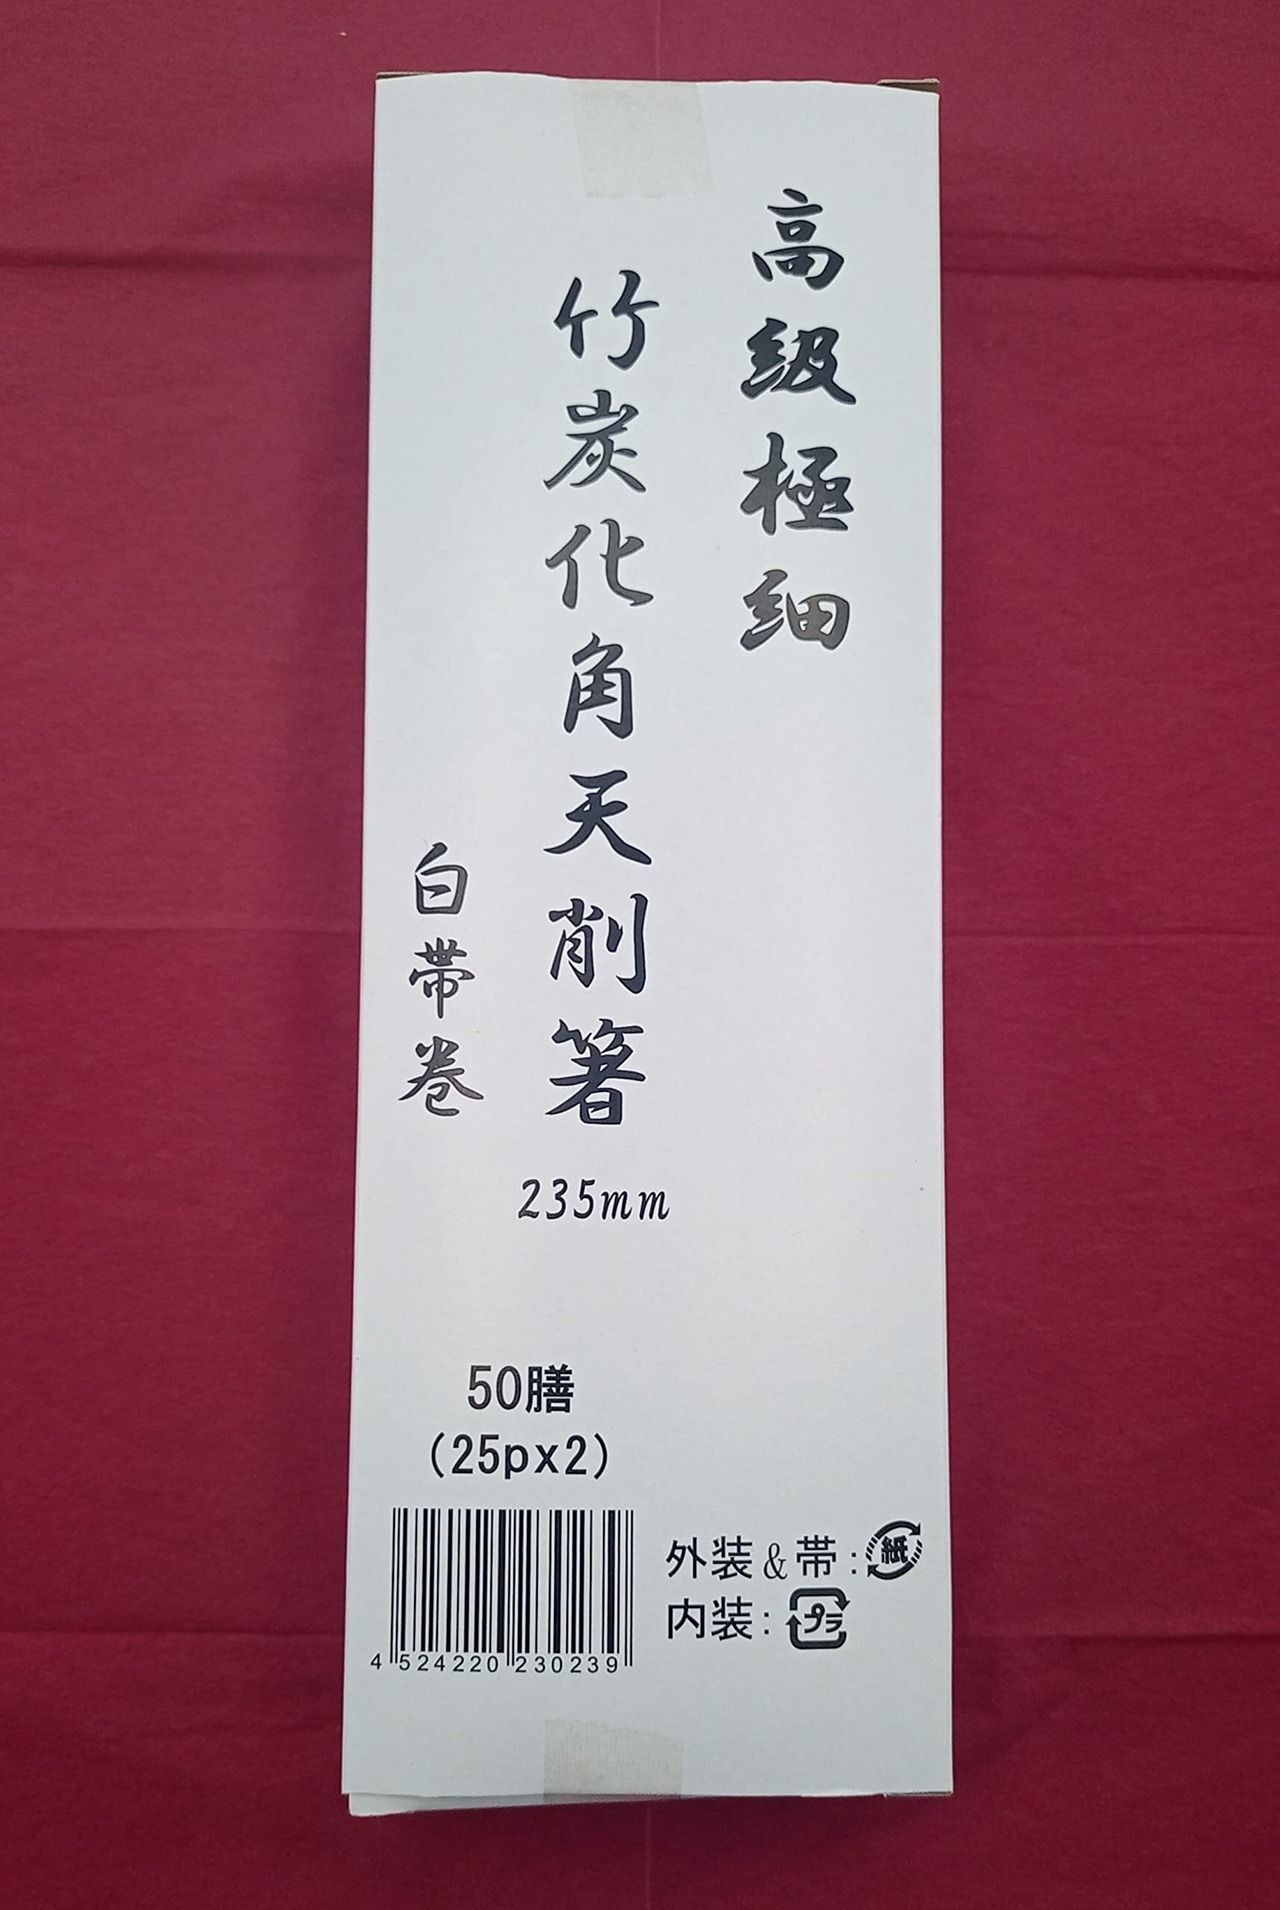 高級極細
竹炭化角天削箸
白帯巻
235mm
50膳
(25px2)
4 524220 230239
外装&帯:紙
内装:プラ